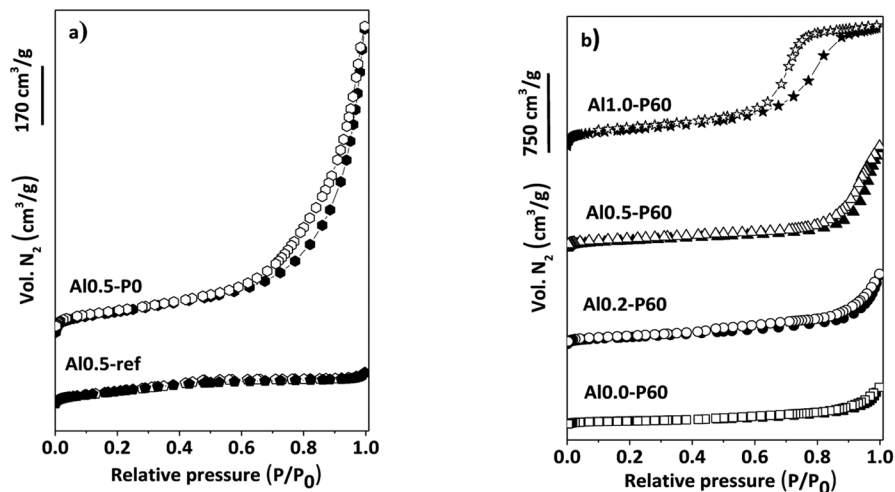 a)
170 cm³/g
Vol. N₂ (cm³/g)
Al0.5-P0
Al0.5-ref
0.0 0.2 0.4 0.6 0.8 1.0
Relative pressure (P/P₀)
b)
750 cm³/g
Vol. N₂ (cm³/g)
Al1.0-P60
Al0.5-P60
Al0.2-P60
Al0.0-P60
0.0 0.2 0.4 0.6 0.8 1.0
Relative pressure (P/P₀)